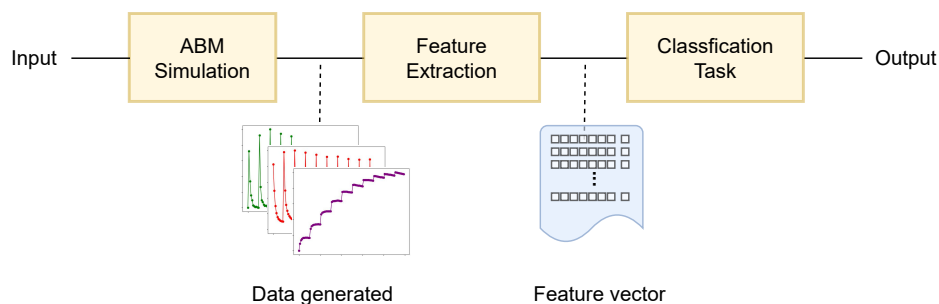 Input
ABM
Simulation
Feature
Extraction
Classfication
Task
Output
Data generated
Feature vector